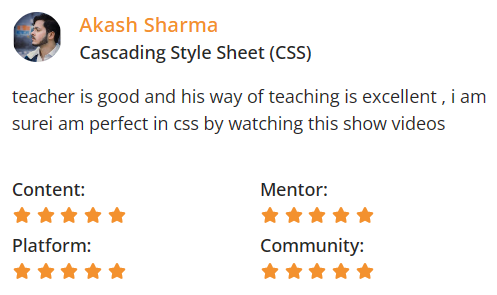 Akash Sharma
Cascading Style Sheet (CSS)
teacher is good and his way of teaching is excellent , i am
surei am perfect in css by watching this show videos
Content:
Mentor:
Platform:
Community: